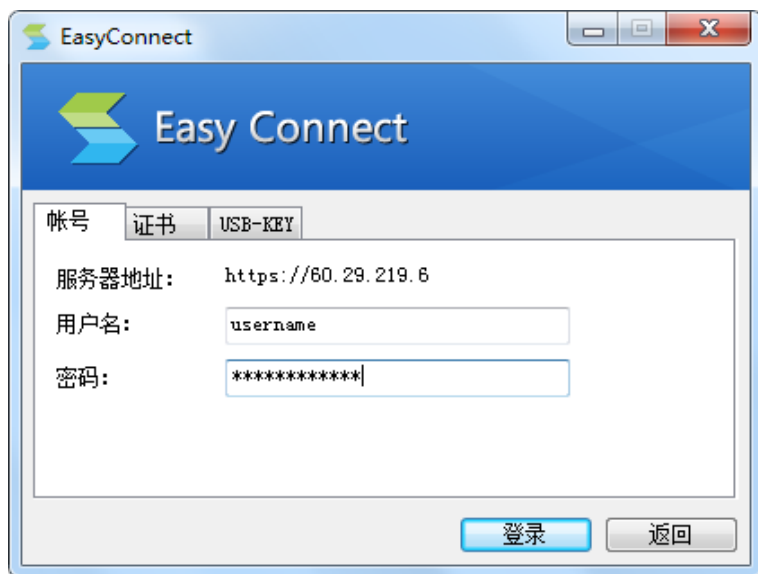 EasyConnect
Easy Connect
帐号 证书 USB-KEY
服务器地址: https://60.29.219.6
用户名: username
密码: ************
登录 返回